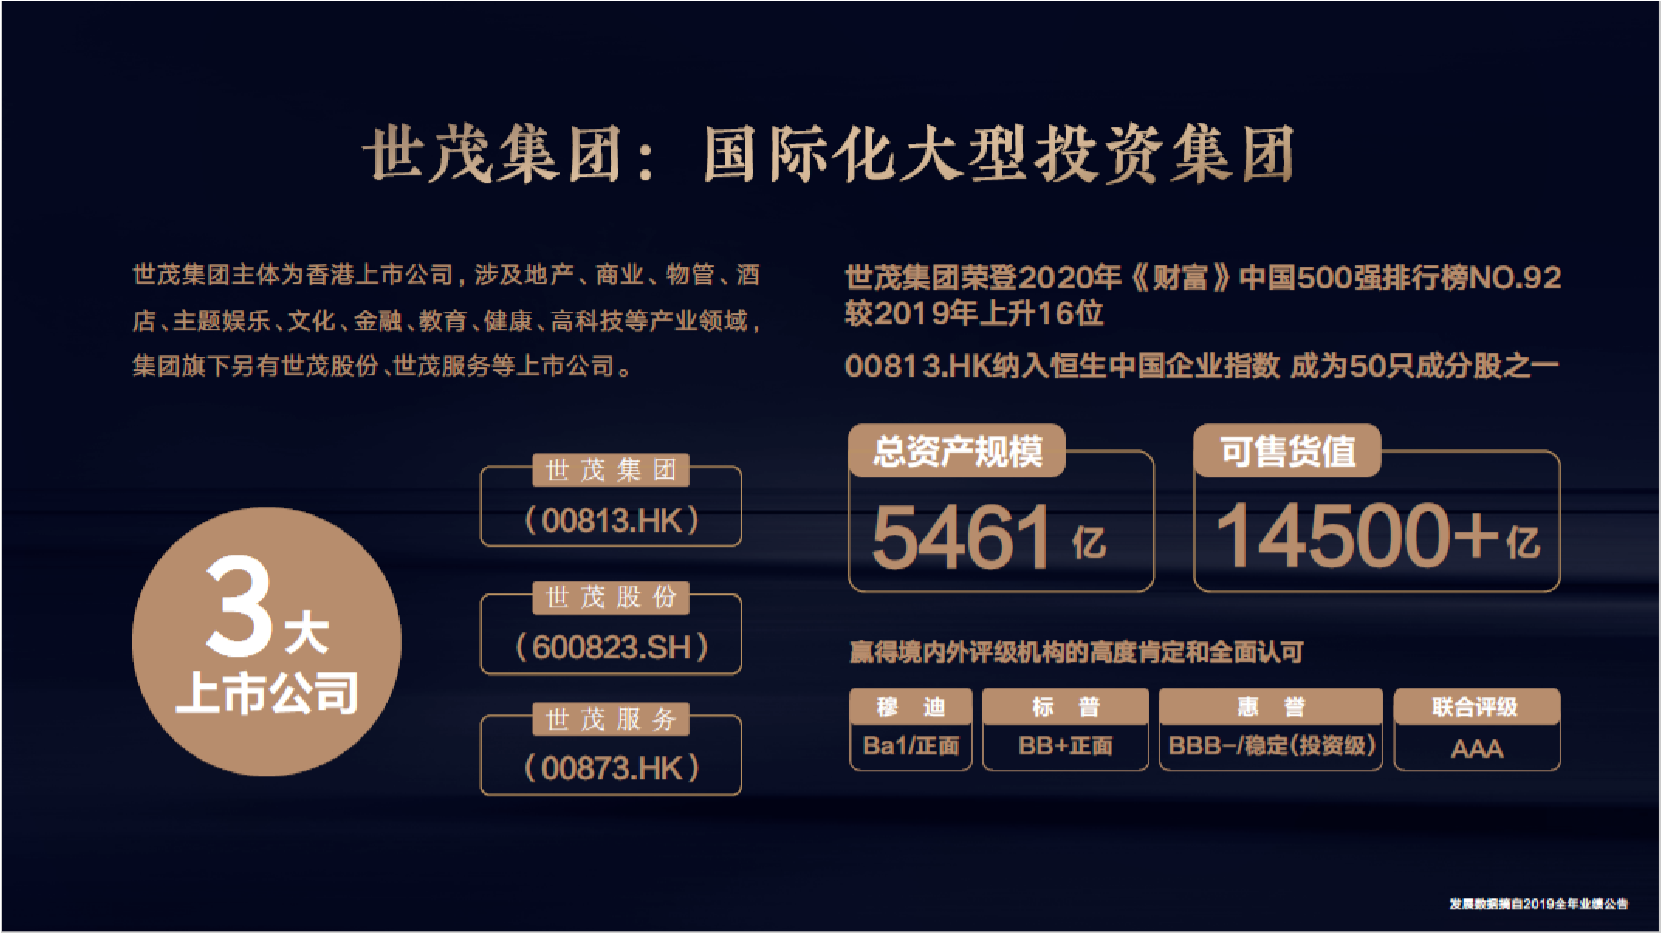 世茂集团：国际化大型投资集团
世茂集团主体为香港上市公司，涉及地产、商业、物管、酒
店、主题娱乐、文化、金融、教育、健康、高科技等产业领域，
集团旗下另有世茂股份、世茂服务等上市公司。
3大
上市公司
世茂集团
（00813.HK）
世茂股份
（600823.SH）
世茂服务
（00873.HK）
世茂集团荣登2020年《财富》中国500强排行榜NO.92
较2019年上升16位
00813.HK纳入恒生中国企业指数 成为50只成分股之一
总资产规模
5461亿
可售货值
14500+亿
赢得境内外评级机构的高度肯定和全面认可
穆迪
Ba1/正面
标普
BB+正面
惠誉
BBB-/稳定（投资级）
联合评级
AAA
发展数据摘自2019全年业绩公告